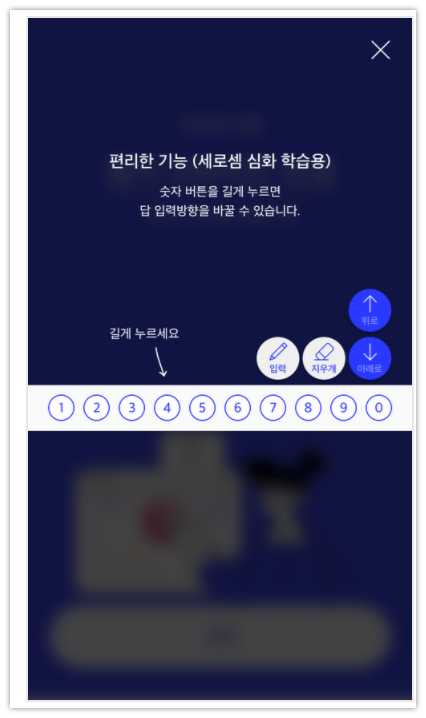 편리한 기능 (세로셈 심화 학습용)
숫자 버튼을 길게 누르면
답 입력방향을 바꿀 수 있습니다.
위로
길게 누르세요
입력 지우개 아래로
1 2 3 4 5 6 7 8 9 0